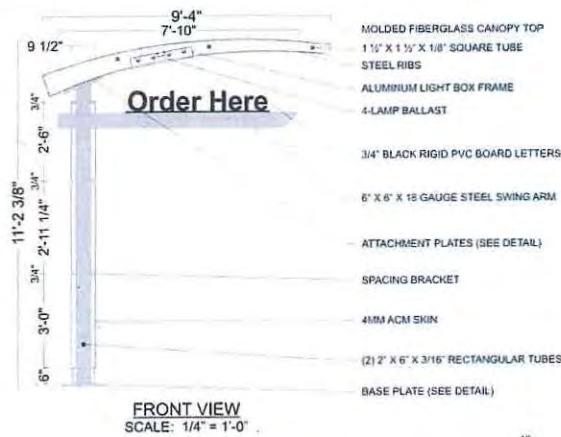 9'-4"
7'-10"
9 1/2"
MOLDED FIBERGLASS CANOPY TOP
1 ½" X 1 ½" X 1/8" SQUARE TUBE
STEEL RIBS
ALUMINUM LIGHT BOX FRAME
4-LAMP BALLAST
Order Here
3/4" BLACK RIGID PVC BOARD LETTERS
6" X 6" X 18 GAUGE STEEL SWING ARM
ATTACHMENT PLATES (SEE DETAIL)
SPACING BRACKET
4MM ACM SKIN
(2) 2" X 6" X 3/16" RECTANGULAR TUBES
BASE PLATE (SEE DETAIL)
11'-2 3/8"
3/4"
2'-6"
3/4"
2'-11 1/4"
3/4"
3'-0"
6"
FRONT VIEW
SCALE: 1/4" = 1'-0"